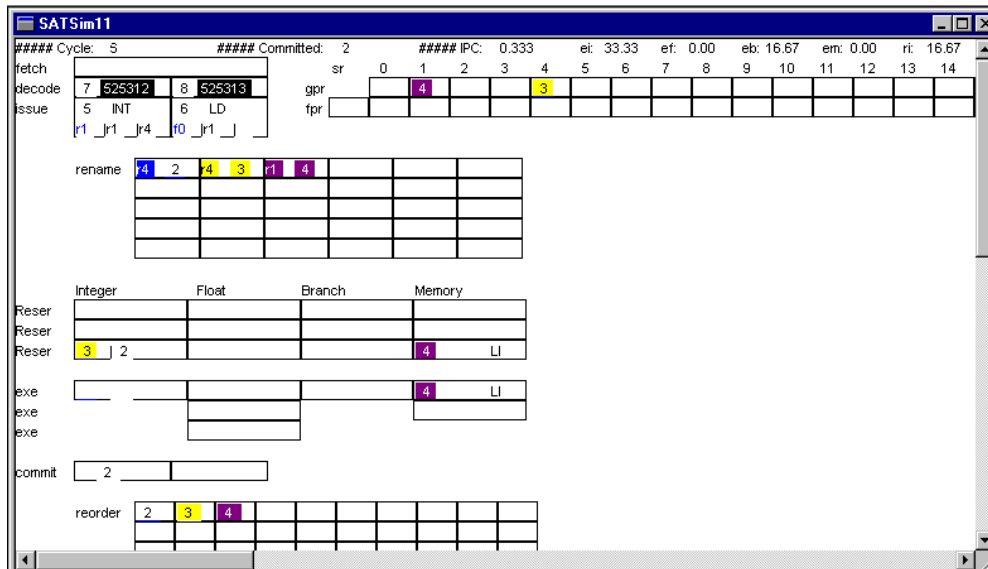 SATSim11
##### Cycle: S ##### Committed: 2 ##### IPC: 0.333 ei: 33.33 ef: 0.00 eb: 16.67 em: 0.00 ri: 16.67
fetch sr 0 1 2 3 4 5 6 7 8 9 10 11 12 13 14
decode 7 525312 8 525313 gpr 4 3
issue 5 INT 6 LD fpr
r1 _|r1 _|r4 f0 _|r1 _|
rename r4 2 r4 3 r1 4
Integer Float Branch Memory
Reser
Reser
Reser 3 _| 2 4 LI
exe 4 LI
exe
exe
commit __ 2 __
reorder 2 3 4